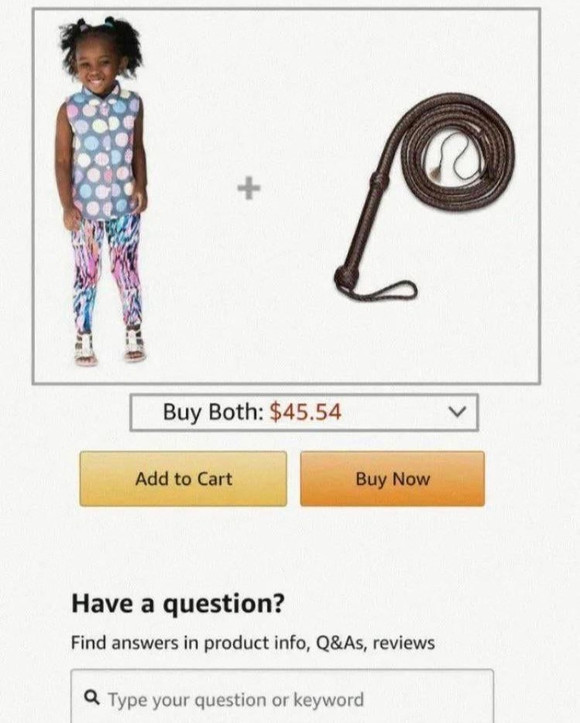 Buy Both: $45.54
Add to Cart
Buy Now
Have a question?
Find answers in product info, Q&As, reviews
Type your question or keyword